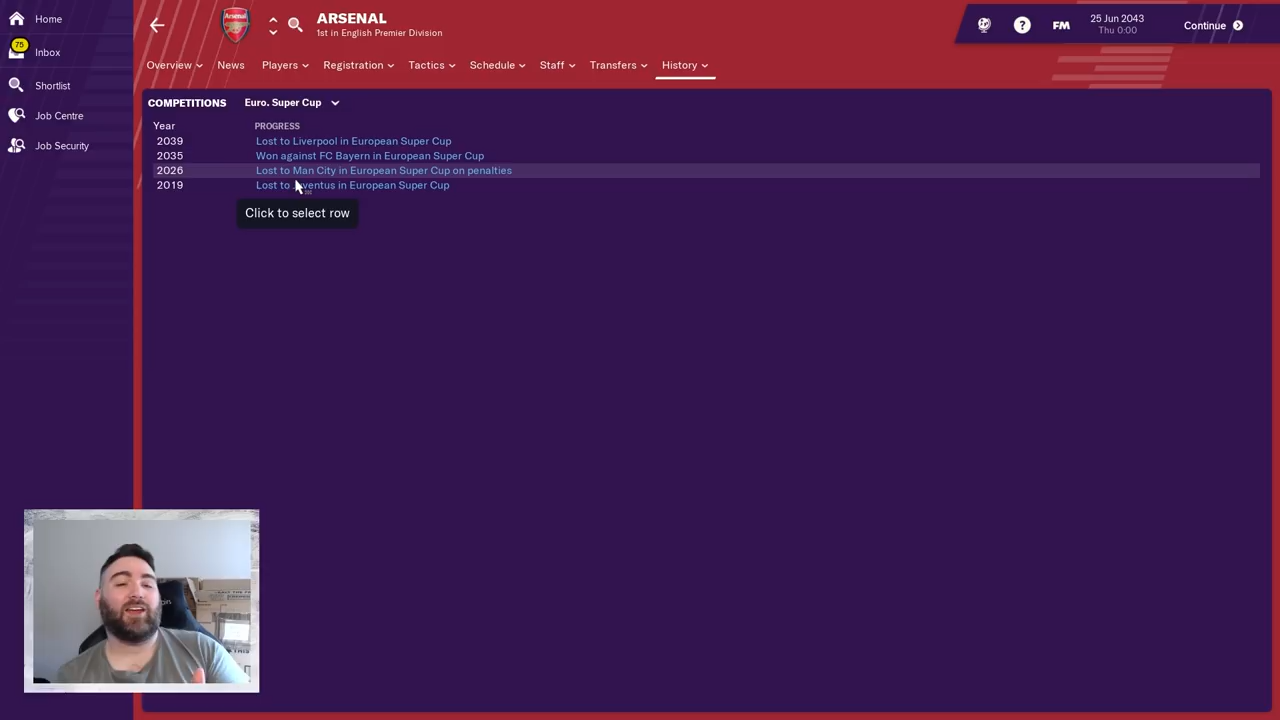 Home
75
Inbox
Shortlist
Job Centre
Job Security
Arsenal
ARSENAL
1st in English Premier Division
FM
25 Jun 2043
Thu 0:00
Continue
Overview
News
Players
Registration
Tactics
Schedule
Staff
Transfers
History
COMPETITIONS
Euro. Super Cup
Year
PROGRESS
2039
Lost to Liverpool in European Super Cup
2035
Won against FC Bayern in European Super Cup
2026
Lost to Man City in European Super Cup on penalties
2019
Lost to Juventus in European Super Cup
Click to select row